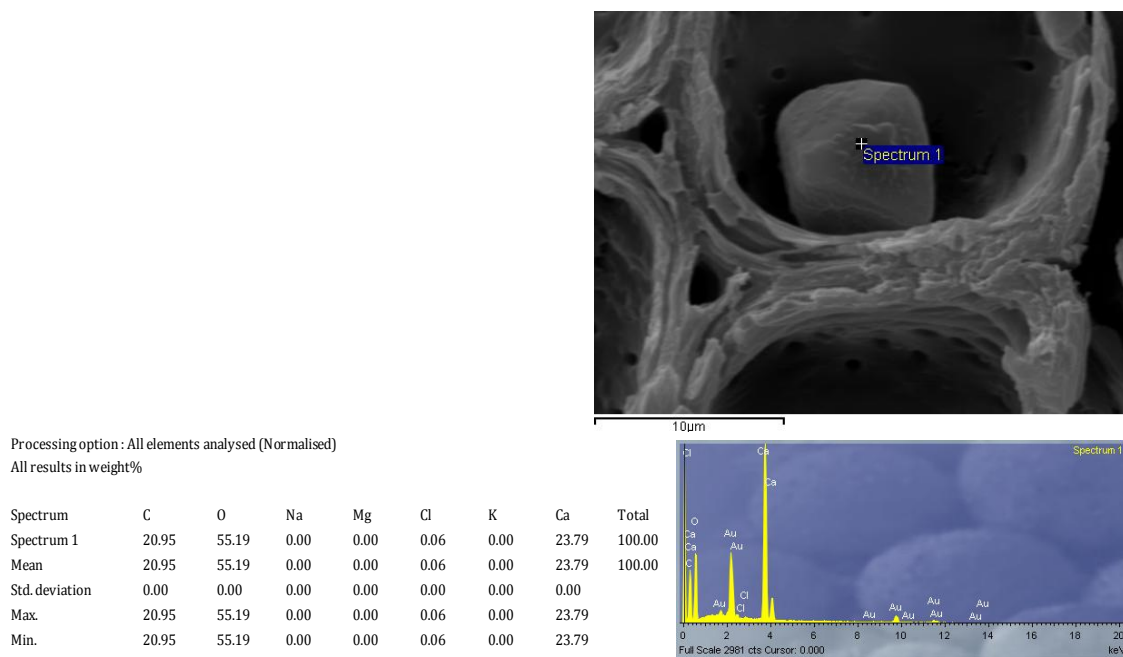 Spectrum 1
10µm
Processing option : All elements analysed (Normalised)
All results in weight%
Spectrum C O Na Mg Cl K Ca Total
Spectrum 1 20.95 55.19 0.00 0.00 0.06 0.00 23.79 100.00
Mean 20.95 55.19 0.00 0.00 0.06 0.00 23.79 100.00
Std. deviation 0.00 0.00 0.00 0.00 0.00 0.00 0.00
Max. 20.95 55.19 0.00 0.00 0.06 0.00 23.79
Min. 20.95 55.19 0.00 0.00 0.06 0.00 23.79
Cl Ca Spectrum 1
Ca
O
Ca Au
Ca Au
C
Au Cl Cl Au Au Au Au Au Au Au
0 2 4 6 8 10 12 14 16 18 20
Full Scale 2981 cts Cursor: 0.000 keV